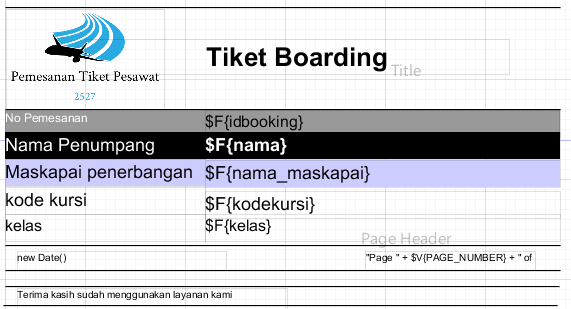 Tiket Boarding
Title
Pemesanan Tiket Pesawat
2527
No Pemesanan $F{idbooking}
Nama Penumpang $F{nama}
Maskapai penerbangan $F{nama_maskapai}
kode kursi $F{kodekursi}
kelas $F{kelas}
Page Header
new Date() "Page " + $V{PAGE_NUMBER} + " of
Terima kasih sudah menggunakan layanan kami